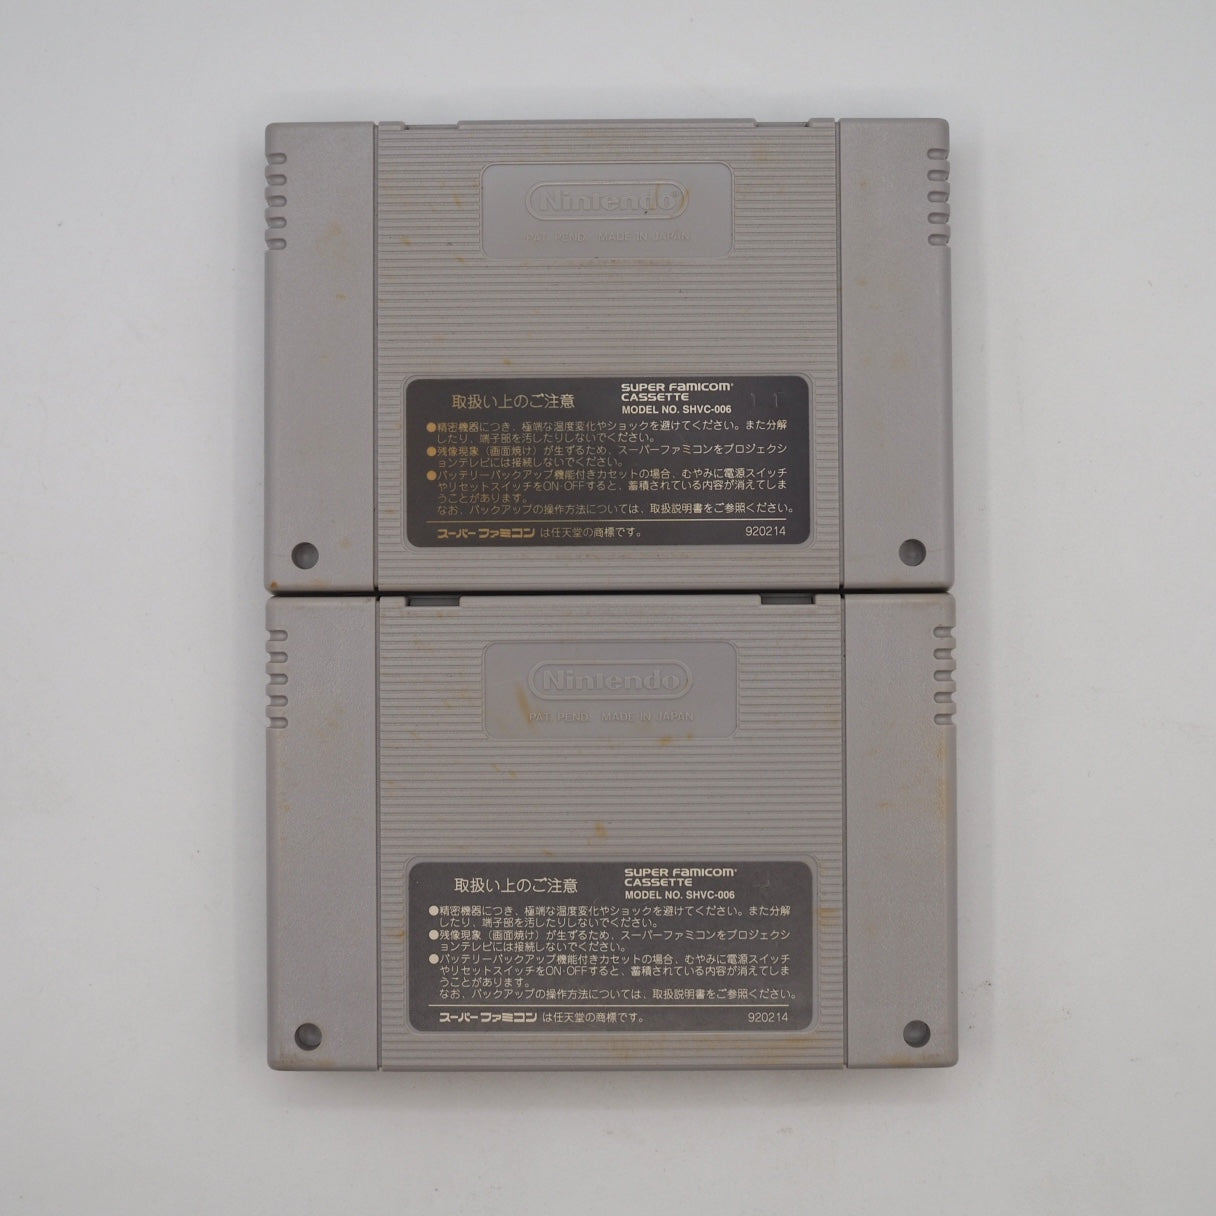 Nintendo
PAT. PEND. MADE IN JAPAN
取扱い上のご注意
SUPER FAMICOM
CASSETTE
MODEL NO. SHVC-006
●精密機器につき、極端な温度変化やショックを避けてください。また分解
したり、端子部を汚したりしないでください。
●残像現象（画面焼け）が生ずるため、スーパーファミコンをプロジェクシ
ョンテレビには接続しないでください。
●バッテリーバックアップ機能付きカセットの場合、むやみに電源スイッチ
やリセットスイッチをON・OFFすると、蓄積されている内容が消えてしま
うことがあります。
なお、バックアップの操作方法については、取扱説明書をご参照ください。
スーパーファミコン は任天堂の商標です。 920214
Nintendo
PAT. PEND. MADE IN JAPAN
取扱い上のご注意
SUPER FAMICOM
CASSETTE
MODEL NO. SHVC-006
●精密機器につき、極端な温度変化やショックを避けてください。また分解
したり、端子部を汚したりしないでください。
●残像現象（画面焼け）が生ずるため、スーパーファミコンをプロジェクシ
ョンテレビには接続しないでください。
●バッテリーバックアップ機能付きカセットの場合、むやみに電源スイッチ
やリセットスイッチをON・OFFすると、蓄積されている内容が消えてしま
うことがあります。
なお、バックアップの操作方法については、取扱説明書をご参照ください。
スーパーファミコン は任天堂の商標です。 920214